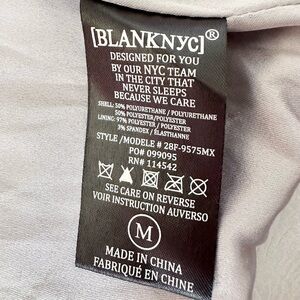 [BLANKNYC]®
DESIGNED FOR YOU
BY OUR NYC TEAM
IN THE CITY THAT
NEVER SLEEPS
BECAUSE WE CARE
SHELL: 50% POLYURETHANE / POLYURETHANE
50% POLYESTER/POLYESTER
LINING: 97% POLYESTER/POLYESTER
3% SPANDEX / ÉLASTHANNE
STYLE /MODELE # 28F-9575MX
PO# 099095
RN# 114542
SEE CARE ON REVERSE
VOIR INSTRUCTION AUVERSO
M
MADE IN CHINA
FABRIQUÉ EN CHINE